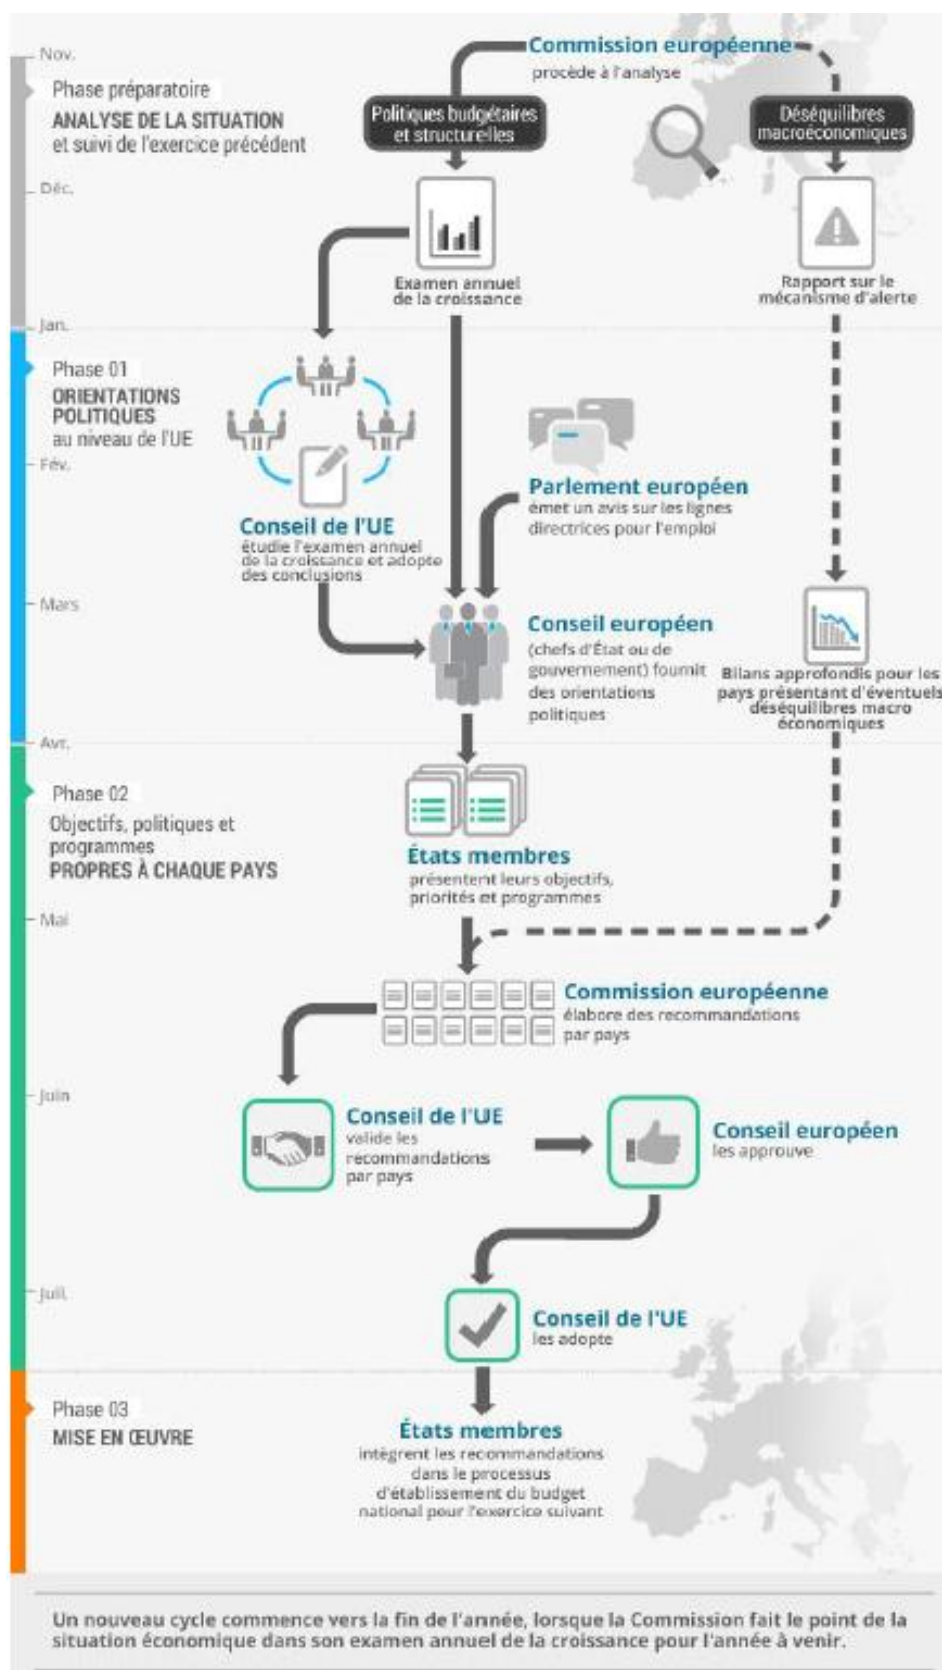 Nov.
Commission européenne
procède à l'analyse
Phase préparatoire
ANALYSE DE LA SITUATION
et suivi de l'exercice précédent
Politiques budgétaires
et structurelles
Déséquilibres
macroéconomiques
Déc.
Examen annuel
de la croissance
Rapport sur le
mécanisme d'alerte
Jan.
Phase 01
ORIENTATIONS
POLITIQUES
au niveau de l'UE
Fév.
Parlement européen
émet un avis sur les lignes
directrices pour l'emploi
Conseil de l'UE
étudie l'examen annuel
de la croissance et adopte
des conclusions
Mars
Conseil européen
(chefs d'État ou de
gouvernement) fournit
des orientations
politiques
Bilans approfondis pour les
pays présentant d'éventuels
déséquilibres macro
économiques
Avr.
Phase 02
Objectifs, politiques et
programmes
PROPRES À CHAQUE PAYS
États membres
présentent leurs objectifs,
priorités et programmes
Mai
Commission européenne
élabore des recommandations
par pays
Juin
Conseil de l'UE
valide les
recommandations
par pays
Conseil européen
les approuve
Juil.
Conseil de l'UE
les adopte
Phase 03
MISE EN ŒUVRE
États membres
intègrent les recommandations
dans le processus
d'établissement du budget
national pour l'exercice suivant
Un nouveau cycle commence vers la fin de l'année, lorsque la Commission fait le point de la
situation économique dans son examen annuel de la croissance pour l'année à venir.